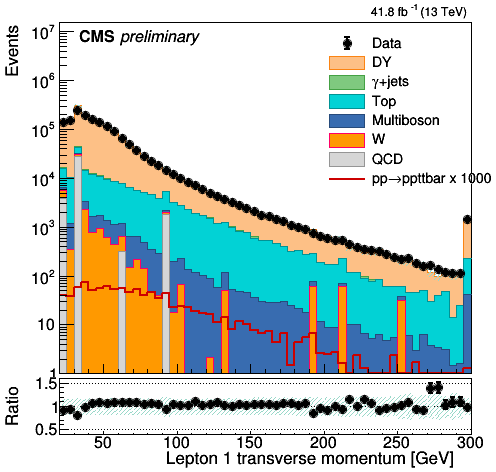 41.8 fb⁻¹ (13 TeV)
CMS preliminary
Events
10⁷
10⁶
10⁵
10⁴
10³
10²
10
1
Data
DY
γ+jets
Top
Multiboson
W
QCD
pp→ppttbar x 1000
Ratio
1.5
1
0.5
50 100 150 200 250 300
Lepton 1 transverse momentum [GeV]